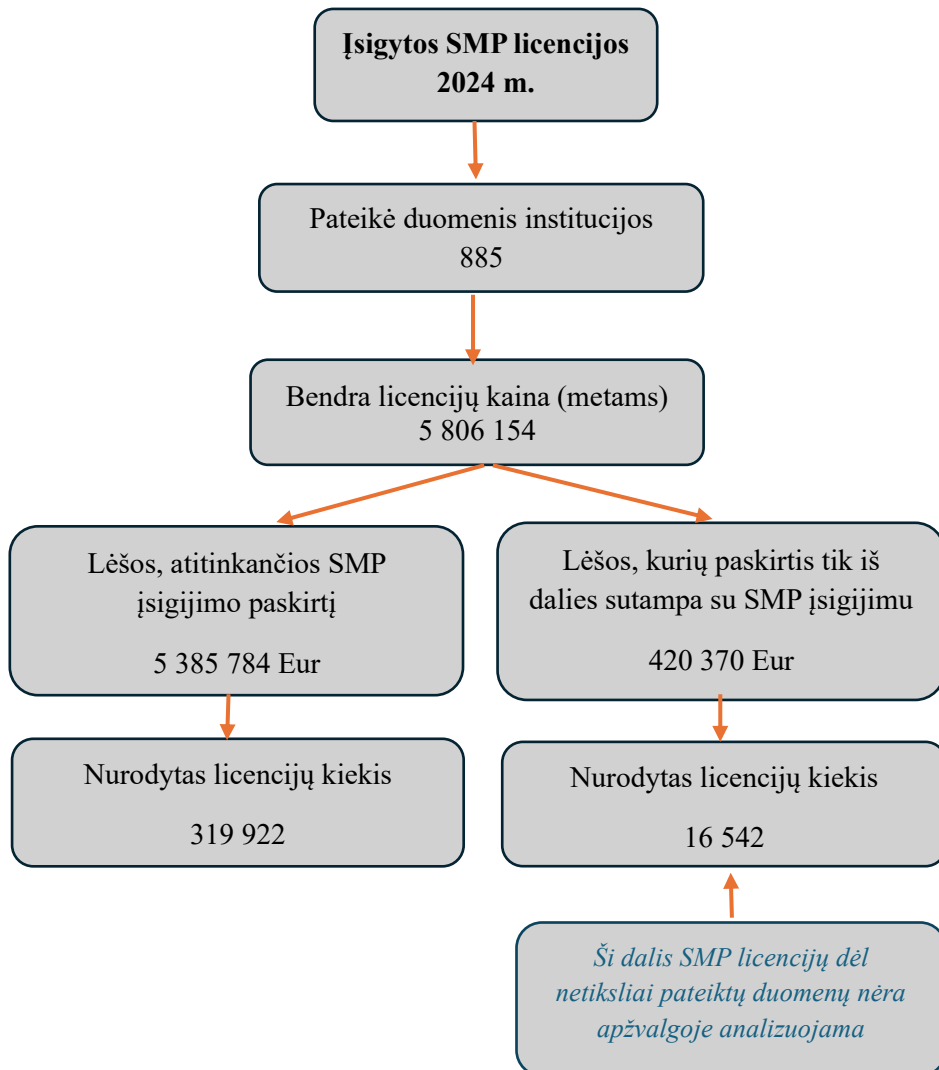 Įsigytos SMP licencijos
2024 m.
Pateikė duomenis institucijos
885
Bendra licencijų kaina (metams)
5 806 154
Lėšos, atitinkančios SMP
įsigijimo paskirtį
5 385 784 Eur
Lėšos, kurių paskirtis tik iš
dalies sutampa su SMP įsigijimu
420 370 Eur
Nurodytas licencijų kiekis
319 922
Nurodytas licencijų kiekis
16 542
Ši dalis SMP licencijų dėl
netiksliai pateiktų duomenų nėra
apžvalgoje analizuojama